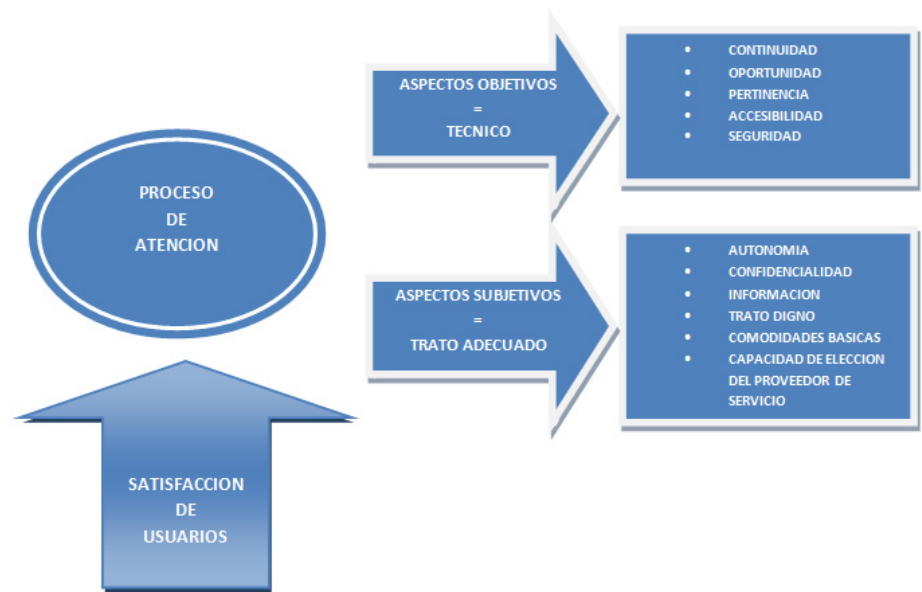 PROCESO
DE
ATENCION
SATISFACCION
DE
USUARIOS
ASPECTOS OBJETIVOS
=
TECNICO
• CONTINUIDAD
• OPORTUNIDAD
• PERTINENCIA
• ACCESIBILIDAD
• SEGURIDAD
ASPECTOS SUBJETIVOS
=
TRATO ADECUADO
• AUTONOMIA
• CONFIDENCIALIDAD
• INFORMACION
• TRATO DIGNO
• COMODIDADES BASICAS
• CAPACIDAD DE ELECCION
DEL PROVEEDOR DE
SERVICIO